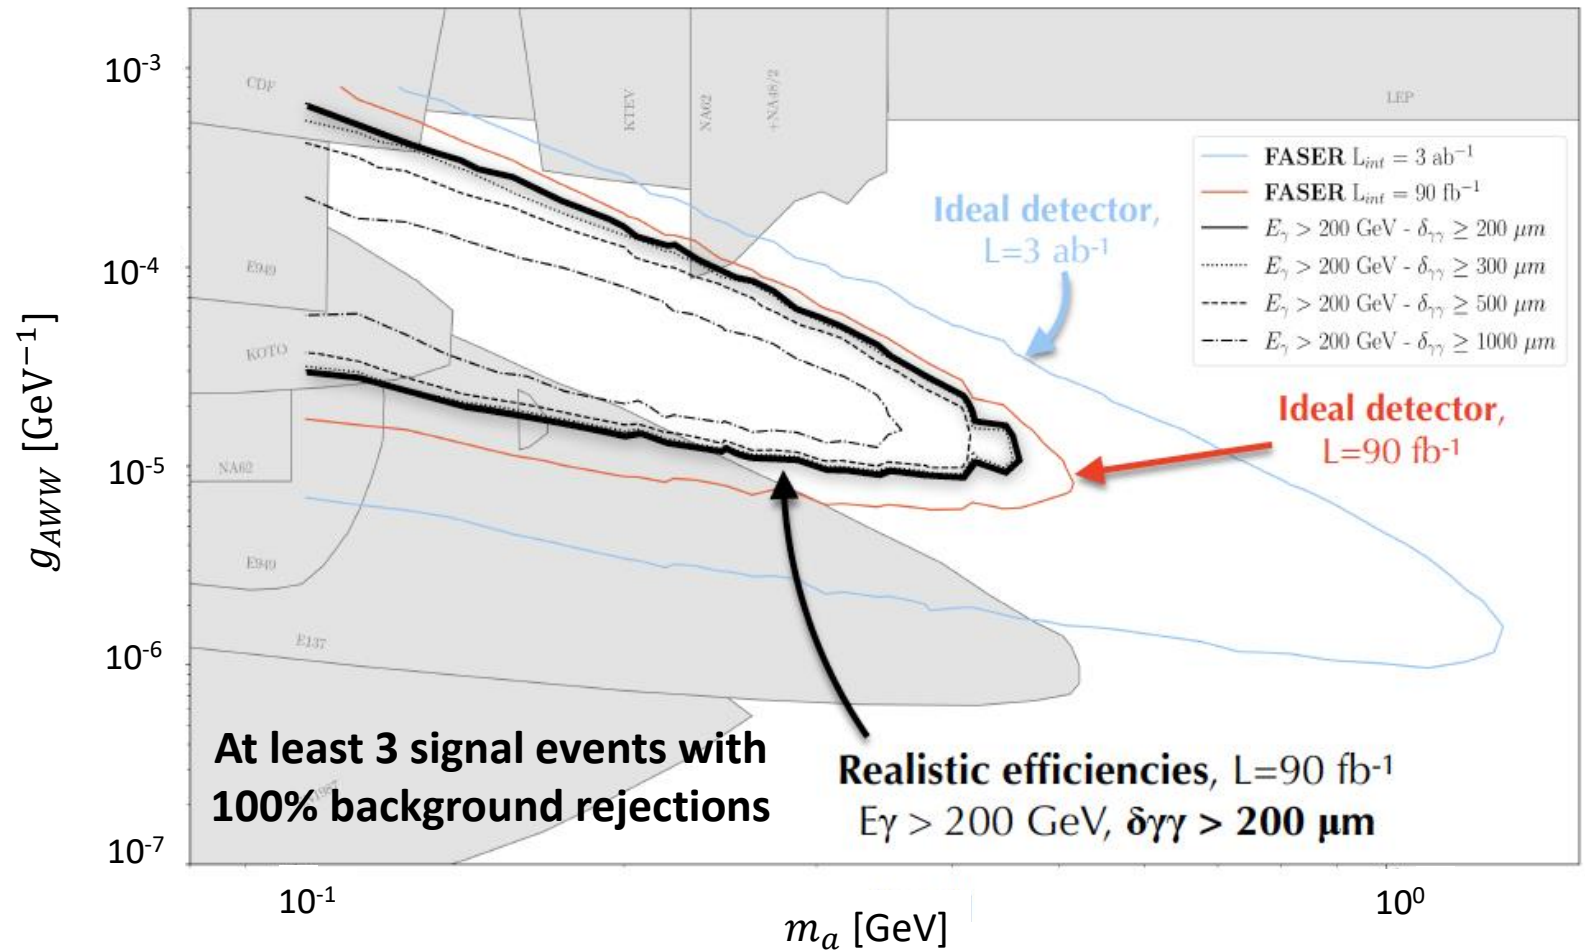 10⁻³
10⁻⁴
10⁻⁵
10⁻⁶
10⁻⁷
g_AWW [GeV⁻¹]
CDF
KTEV
NA62
+NA48/2
LEP
FASER L_int = 3 ab⁻¹
FASER L_int = 90 fb⁻¹
E_γ > 200 GeV - δ_γγ ≥ 200 μm
E_γ > 200 GeV - δ_γγ ≥ 300 μm
E_γ > 200 GeV - δ_γγ ≥ 500 μm
E_γ > 200 GeV - δ_γγ ≥ 1000 μm
Ideal detector,
L=3 ab⁻¹
E949
KOTO
Ideal detector,
L=90 fb⁻¹
NA62
E949
E137
At least 3 signal events with
100% background rejections
Realistic efficiencies, L=90 fb⁻¹
Eγ > 200 GeV, δγγ > 200 μm
10⁻¹
10⁰
m_a [GeV]